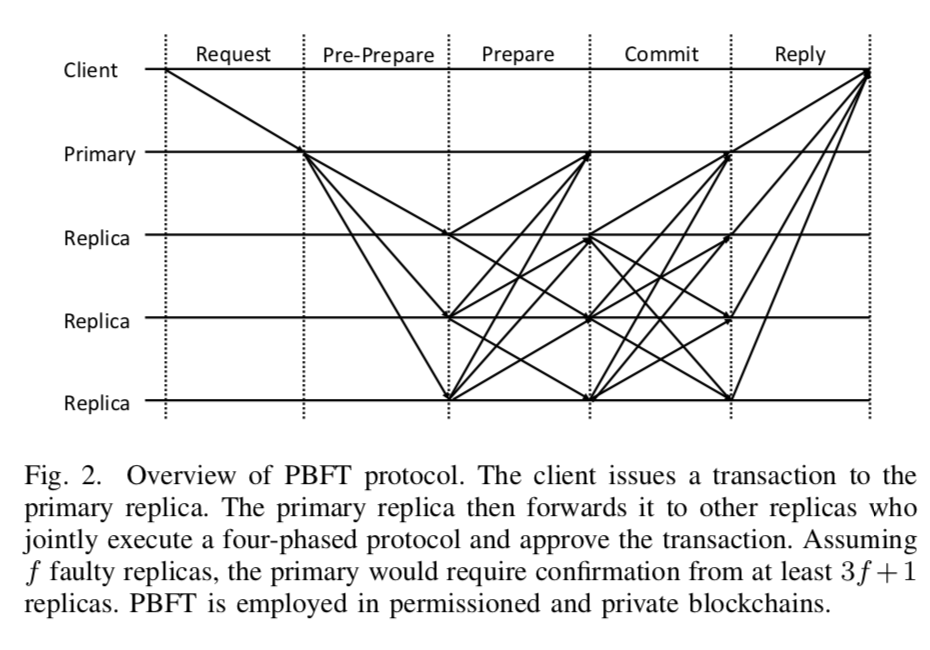 Request Pre-Prepare Prepare Commit Reply
Client
Primary
Replica
Replica
Replica
Fig. 2. Overview of PBFT protocol. The client issues a transaction to the
primary replica. The primary replica then forwards it to other replicas who
jointly execute a four-phased protocol and approve the transaction. Assuming
f faulty replicas, the primary would require confirmation from at least 3f + 1
replicas. PBFT is employed in permissioned and private blockchains.